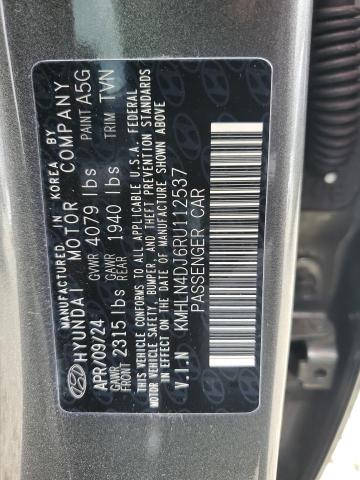 MANUFACTURED IN KOREA BY
HYUNDAI MOTOR COMPANY
APR/09/24 GVWR 4079 lbs PAINT A5G
GAWR FRONT 2315 lbs GAWR REAR 1940 lbs TRIM TVN
THIS VEHICLE CONFORMS TO ALL APPLICABLE U.S.A. FEDERAL
MOTOR VEHICLE SAFETY, BUMPER, AND THEFT PREVENTION STANDARDS
IN EFFECT ON THE DATE OF MANUFACTURE SHOWN ABOVE.
V.I.N KMHLN4DJ6RU112537
PASSENGER CAR